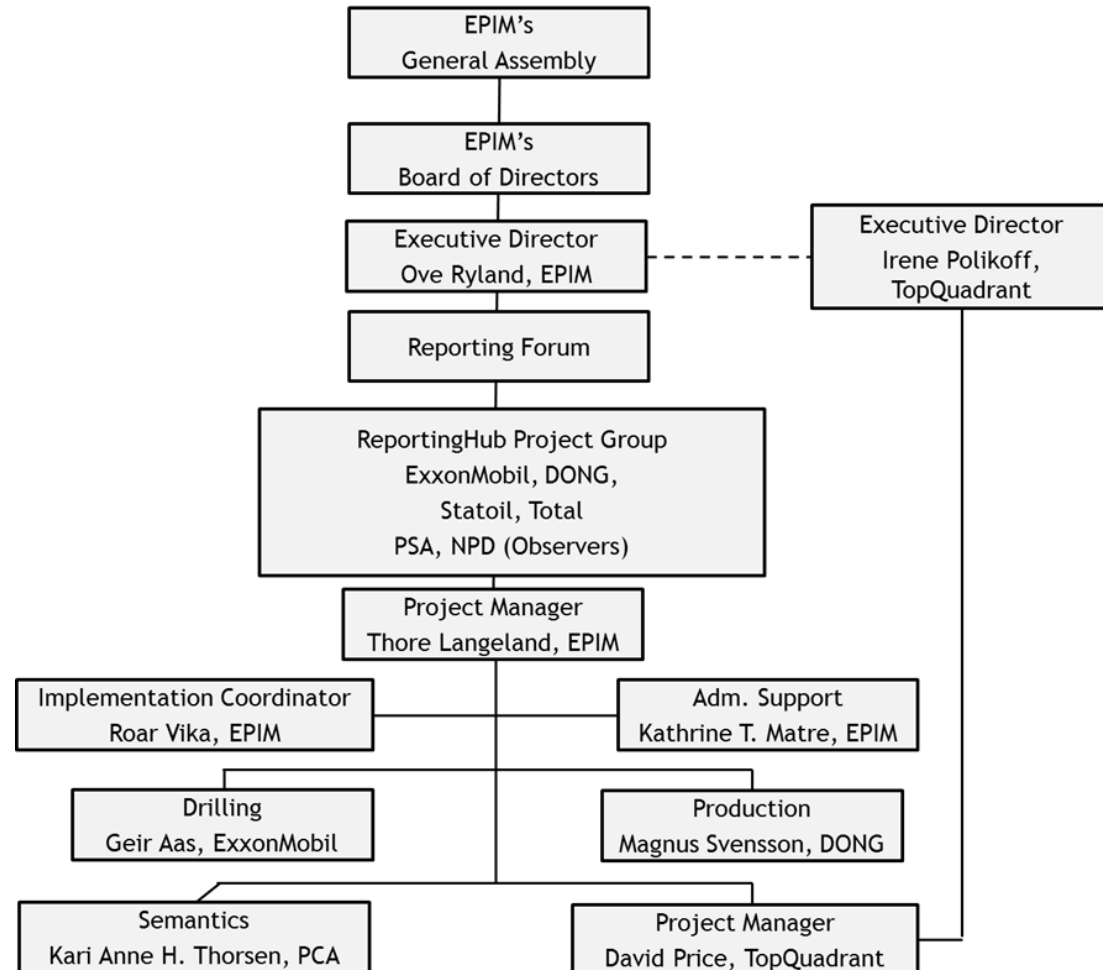 EPIM's
General Assembly
EPIM's
Board of Directors
Executive Director
Ove Ryland, EPIM
Executive Director
Irene Polikoff,
TopQuadrant
Reporting Forum
ReportingHub Project Group
ExxonMobil, DONG,
Statoil, Total
PSA, NPD (Observers)
Project Manager
Thore Langeland, EPIM
Implementation Coordinator
Roar Vika, EPIM
Adm. Support
Kathrine T. Matre, EPIM
Drilling
Geir Aas, ExxonMobil
Production
Magnus Svensson, DONG
Semantics
Kari Anne H. Thorsen, PCA
Project Manager
David Price, TopQuadrant